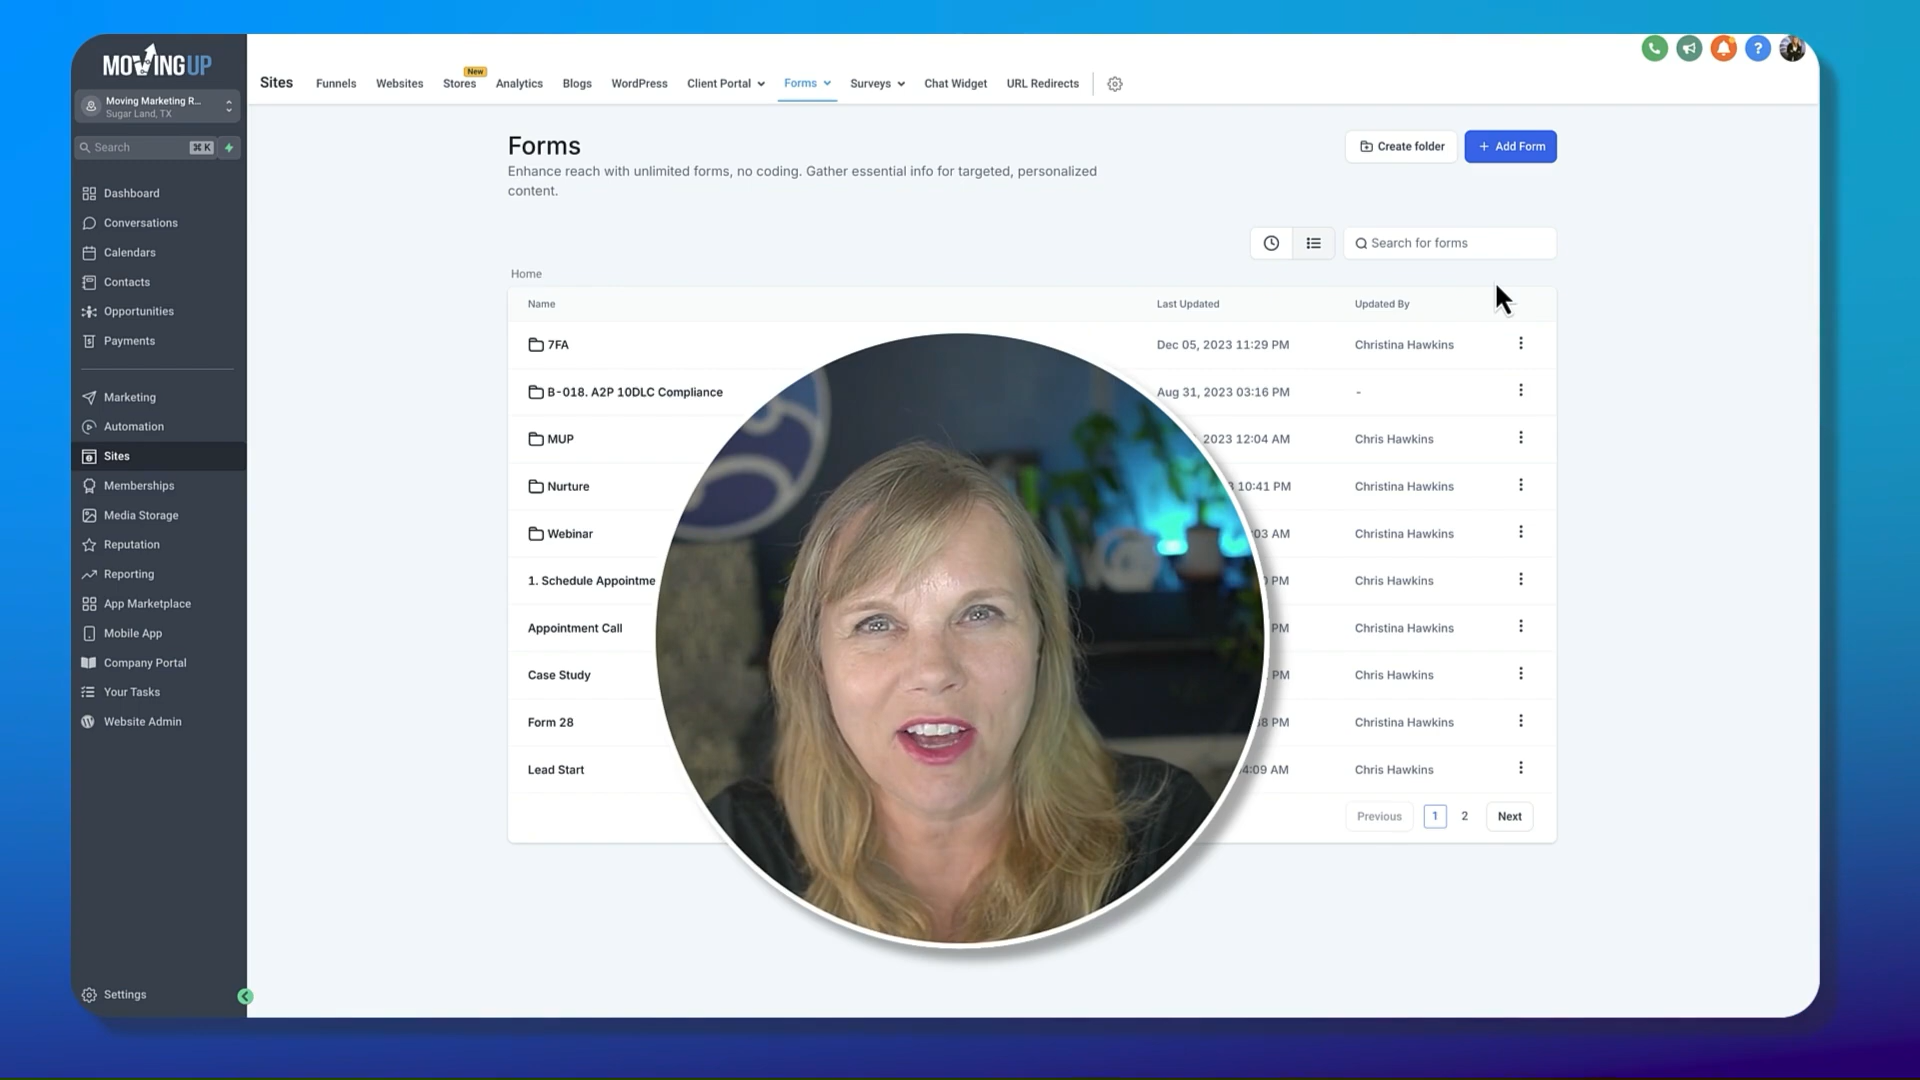 MOVINGUP
Moving Marketing R...
Sugar Land, TX
Search ⌘ K
Dashboard
Conversations
Calendars
Contacts
Opportunities
Payments
Marketing
Automation
Sites
Memberships
Media Storage
Reputation
Reporting
App Marketplace
Mobile App
Company Portal
Your Tasks
Website Admin
Settings
New
Sites Funnels Websites Stores Analytics Blogs WordPress Client Portal Forms Surveys Chat Widget URL Redirects
Forms
Enhance reach with unlimited forms, no coding. Gather essential info for targeted, personalized
content.
Create folder + Add Form
Search for forms
Home
Name Last Updated Updated By
7FA Dec 05, 2023 11:29 PM Christina Hawkins
B-018. A2P 10DLC Compliance Aug 31, 2023 03:16 PM -
MUP 2023 12:04 AM Chris Hawkins
Nurture 10:41 PM Christina Hawkins
Webinar :03 AM Christina Hawkins
1. Schedule Appointme PM Chris Hawkins
Appointment Call PM Christina Hawkins
Case Study PM Chris Hawkins
Form 28 8 PM Christina Hawkins
Lead Start 4:09 AM Chris Hawkins
Previous 1 2 Next